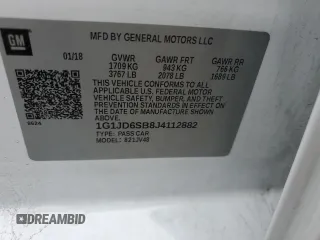 GM
MFD BY GENERAL MOTORS LLC
01/18 GVWR GAWR FRT GAWR RR
1709 KG 943 KG 766 KG
3767 LB 2078 LB 1689 LB
THIS VEHICLE CONFORMS TO ALL APPLICABLE U.S. FEDERAL MOTOR VEHICLE SAFETY, BUMPER, AND THEFT PREVENTION STANDARDS IN EFFECT ON THE DATE OF MANUFACTURE SHOWN ABOVE.
1G1JD6SB8J4112882
TYPE: PASS CAR
MODEL: 821JV48
DREAMBID